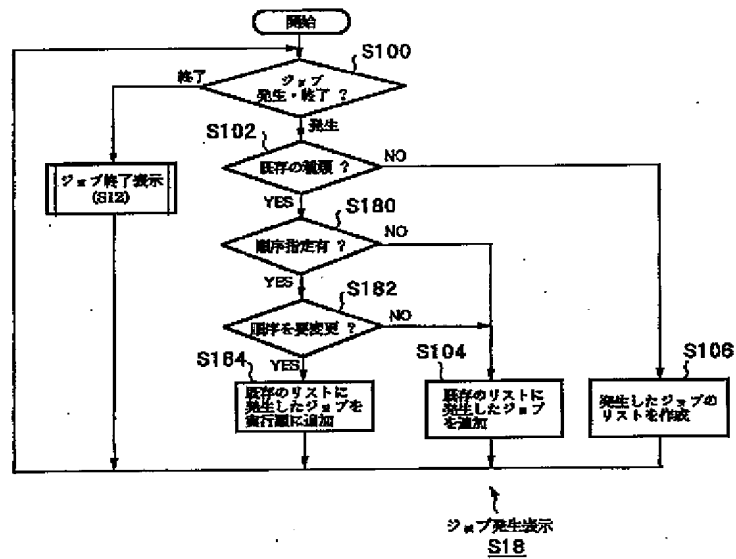 開始
S100
終了
ジョブ
発生・終了 ?
S102
発生
既存の種類 ?
NO
ジョブ終了表示
(S12)
YES
S180
順序指定有 ?
NO
YES
S182
順序を要変更 ?
NO
S184
YES
S104
S106
既存のリストに
発生したジョブを
実行順に追加
既存のリストに
発生したジョブ
を追加
発生したジョブの
リストを作成
ジョブ発生表示
S18